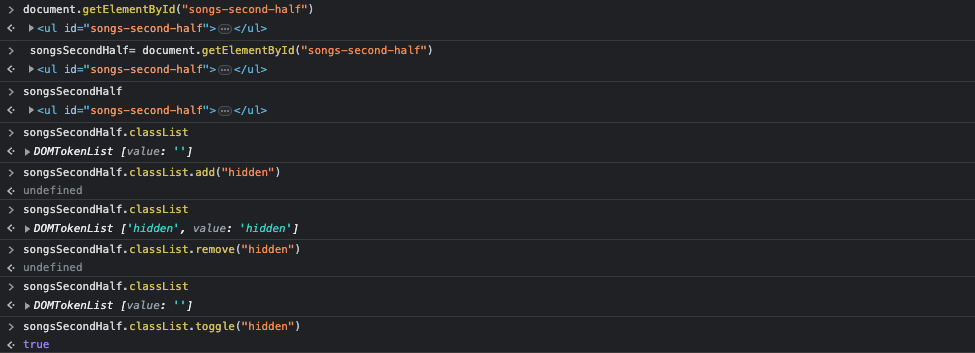 document.getElementById("songs-second-half")
<ul id="songs-second-half">…</ul>
songsSecondHalf= document.getElementById("songs-second-half")
<ul id="songs-second-half">…</ul>
songsSecondHalf
<ul id="songs-second-half">…</ul>
songsSecondHalf.classList
DOMTokenList [value: '']
songsSecondHalf.classList.add("hidden")
undefined
songsSecondHalf.classList
DOMTokenList ['hidden', value: 'hidden']
songsSecondHalf.classList.remove("hidden")
undefined
songsSecondHalf.classList
DOMTokenList [value: '']
songsSecondHalf.classList.toggle("hidden")
true